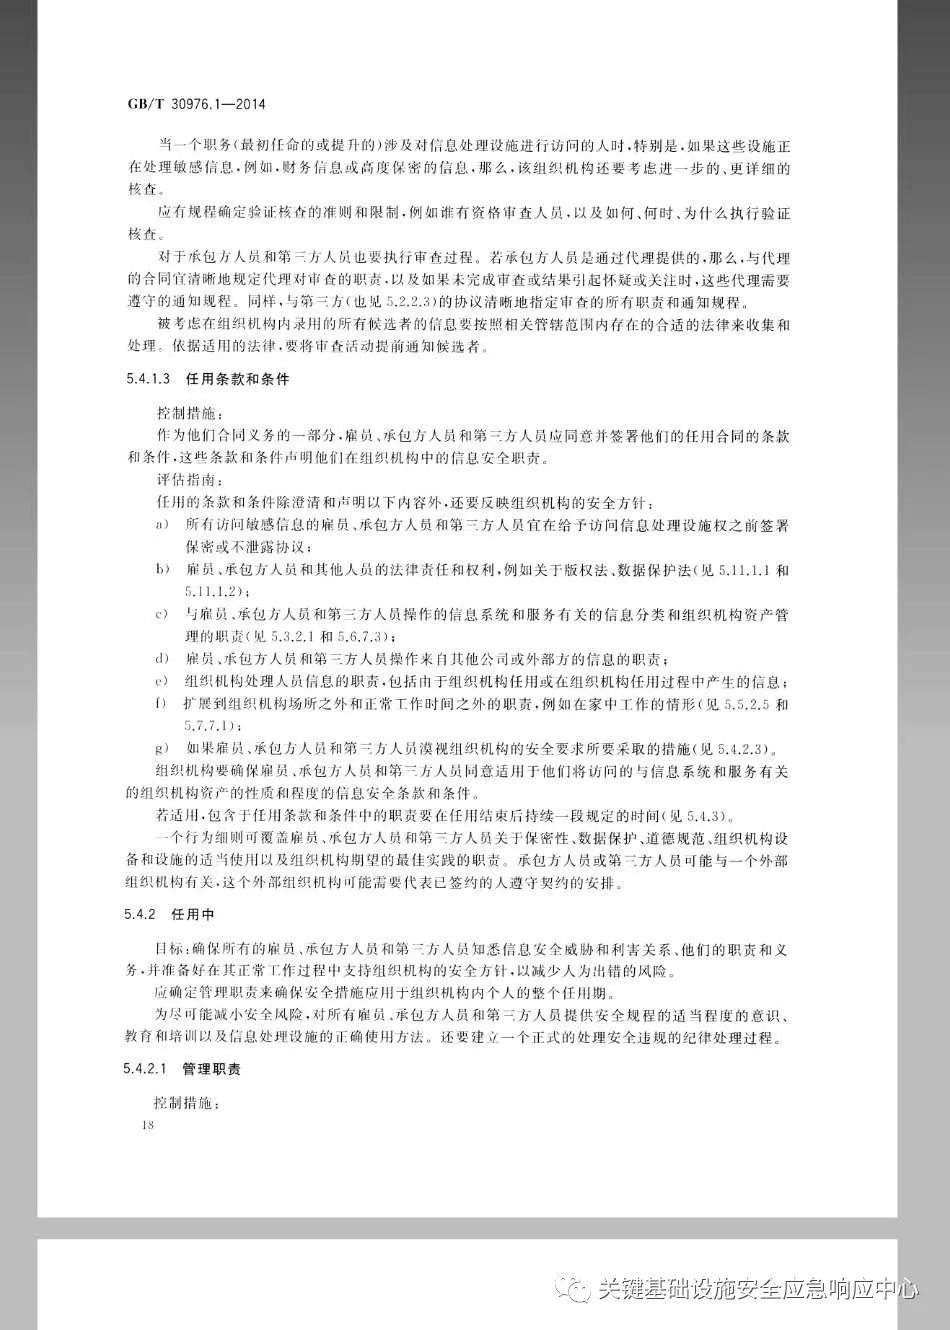 GB/T 30976.1—2014
当一个职务(最初任命的或提升的)涉及对信息处理设施进行访问的人时,特别是,如果这些设施正
在处理敏感信息,例如,财务信息或高度保密的信息,那么,该组织机构还要考虑进一步的、更详细的
核查。
应有规程确定验证核查的准则和限制,例如谁有资格审查人员,以及如何、何时、为什么执行验证
核查。
对于承包方人员和第三方人员也要执行审查过程。若承包方人员是通过代理提供的,那么,与代理
的合同宜清晰地规定代理对审查的职责,以及如果未完成审查或结果引起怀疑或关注时,这些代理需要
遵守的通知规程。同样,与第三方(也见 5.2.2.3)的协议清晰地指定审查的所有职责和通知规程。
被考虑在组织机构内录用的所有候选者的信息要按照相关管辖范围内存在的合适的法律来收集和
处理。依据适用的法律,要将审查活动提前通知候选者。
5.4.1.3 任用条款和条件
控制措施:
作为他们合同义务的一部分,雇员、承包方人员和第三方人员应同意并签署他们的任用合同的条款
和条件,这些条款和条件声明他们在组织机构中的信息安全职责。
评估指南:
任用的条款和条件除澄清和声明以下内容外,还要反映组织机构的安全方针:
a) 所有访问敏感信息的雇员、承包方人员和第三方人员宜在给予访问信息处理设施权之前签署
保密或不泄露协议;
b) 雇员、承包方人员和其他人员的法律责任和权利,例如关于版权法、数据保护法(见 5.11.1.1 和
5.11.1.2);
c) 与雇员、承包方人员和第三方人员操作的信息系统和服务有关的信息分类和组织机构资产管
理的职责(见 5.3.2.1 和 5.6.7.3);
d) 雇员、承包方人员和第三方人员操作来自其他公司或外部方的信息的职责;
e) 组织机构处理人员信息的职责,包括由于组织机构任用或在组织机构任用过程中产生的信息;
f) 扩展到组织机构场所之外和正常工作时间之外的职责,例如在家中工作的情形(见 5.5.2.5 和
5.7.7.1);
g) 如果雇员、承包方人员和第三方人员漠视组织机构的安全要求所要采取的措施(见 5.4.2.3)。
组织机构要确保雇员、承包方人员和第三方人员同意适用于他们将访问的与信息系统和服务有关
的组织机构资产的性质和程度的信息安全条款和条件。
若适用,包含于任用条款和条件中的职责要在任用结束后持续一段规定的时间(见 5.4.3)。
一个行为细则可覆盖雇员、承包方人员和第三方人员关于保密性、数据保护、道德规范、组织机构设
备和设施的适当使用以及组织机构期望的最佳实践的职责。承包方人员或第三方人员可能与一个外部
组织机构有关,这个外部组织机构可能需要代表已签约的人遵守契约的安排。
5.4.2 任用中
目标:确保所有的雇员、承包方人员和第三方人员知悉信息安全威胁和利害关系、他们的职责和义
务,并准备好在其正常工作过程中支持组织机构的安全方针,以减少人为出错的风险。
应确定管理职责来确保安全措施应用于组织机构内个人的整个任用期。
为尽可能减小安全风险,对所有雇员、承包方人员和第三方人员提供安全规程的适当程度的意识、
教育和培训以及信息处理设施的正确使用方法。还要建立一个正式的处理安全违规的纪律处理过程。
5.4.2.1 管理职责
控制措施:
18
关键基础设施安全应急响应中心